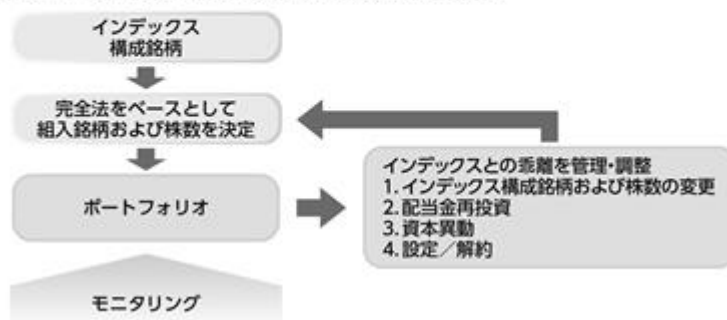 インデックス
構成銘柄
完全法をベースとして
組入銘柄および株数を決定
ポートフォリオ
モニタリング
インデックスとの乖離を管理・調整
1.インデックス構成銘柄および株数の変更
2.配当金再投資
3.資本異動
4.設定／解約